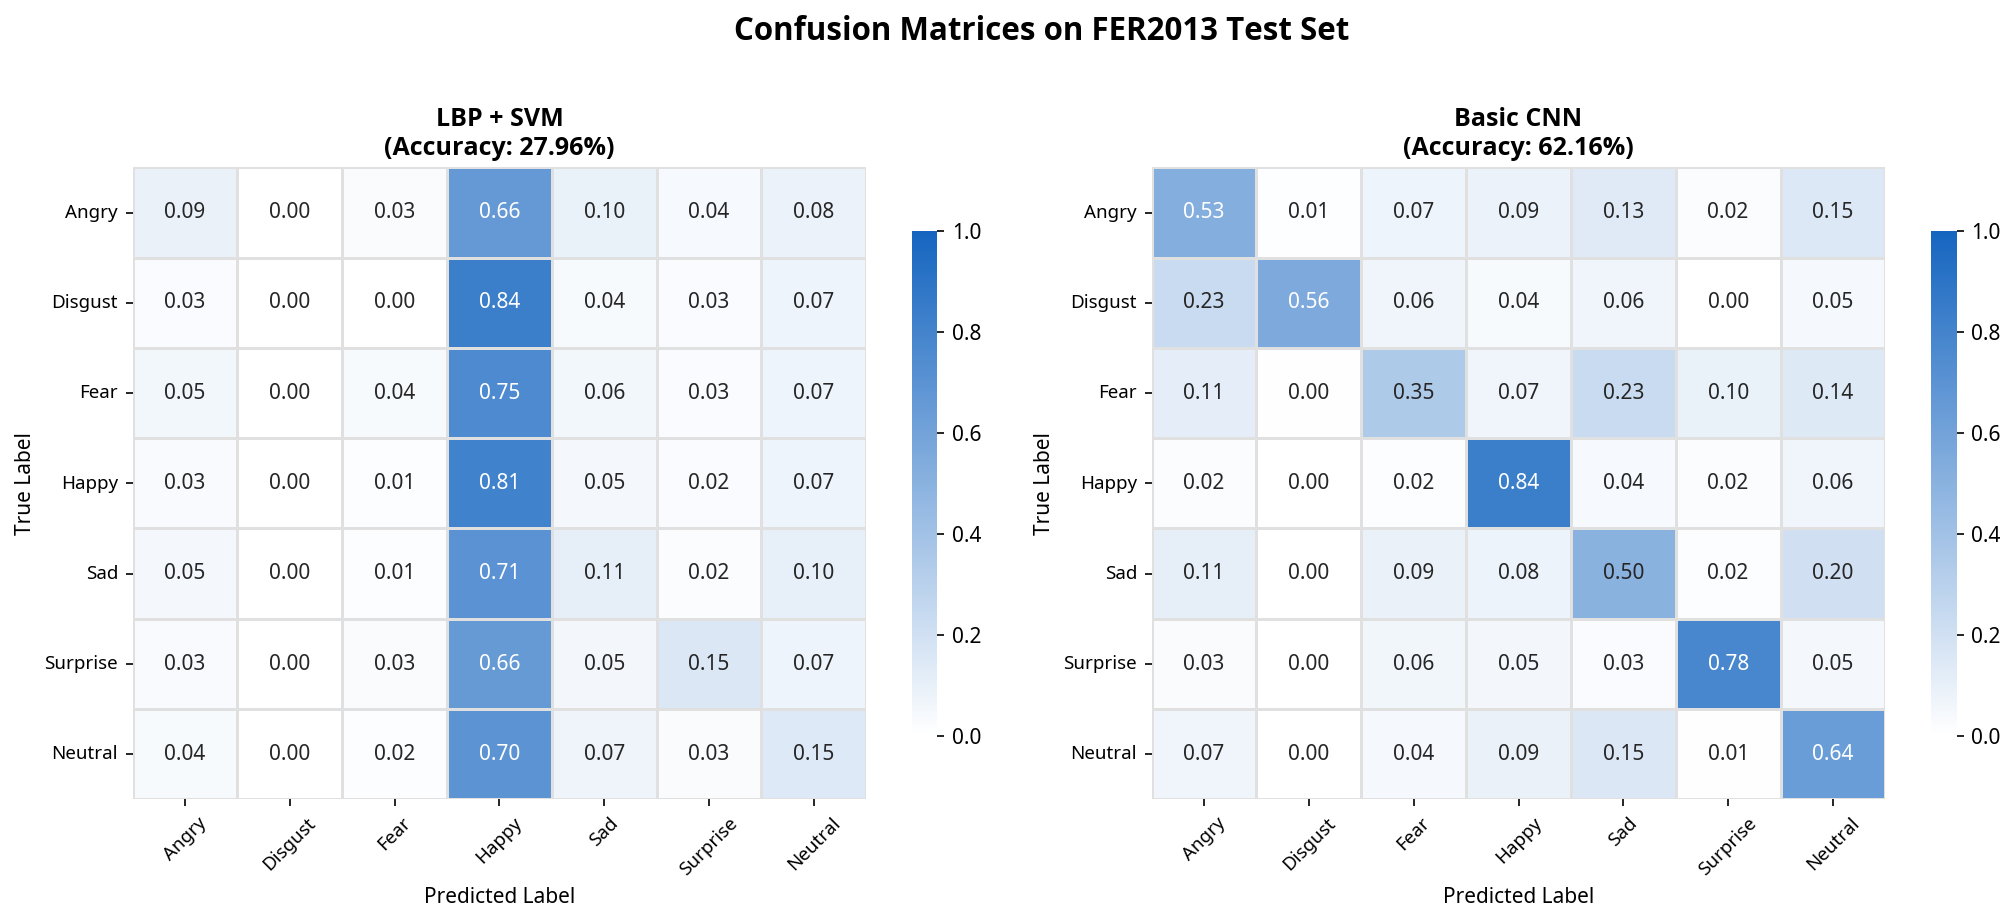 Confusion Matrices on FER2013 Test Set
LBP + SVM
(Accuracy: 27.96%)
Angry 0.09 0.00 0.03 0.66 0.10 0.04 0.08
Disgust 0.03 0.00 0.00 0.84 0.04 0.03 0.07
Fear 0.05 0.00 0.04 0.75 0.06 0.03 0.07
Happy 0.03 0.00 0.01 0.81 0.05 0.02 0.07
Sad 0.05 0.00 0.01 0.71 0.11 0.02 0.10
Surprise 0.03 0.00 0.03 0.66 0.05 0.15 0.07
Neutral 0.04 0.00 0.02 0.70 0.07 0.03 0.15
True Label
Angry Disgust Fear Happy Sad Surprise Neutral
Predicted Label
1.0
0.8
0.6
0.4
0.2
0.0
Basic CNN
(Accuracy: 62.16%)
Angry 0.53 0.01 0.07 0.09 0.13 0.02 0.15
Disgust 0.23 0.56 0.06 0.04 0.06 0.00 0.05
Fear 0.11 0.00 0.35 0.07 0.23 0.10 0.14
Happy 0.02 0.00 0.02 0.84 0.04 0.02 0.06
Sad 0.11 0.00 0.09 0.08 0.50 0.02 0.20
Surprise 0.03 0.00 0.06 0.05 0.03 0.78 0.05
Neutral 0.07 0.00 0.04 0.09 0.15 0.01 0.64
True Label
Angry Disgust Fear Happy Sad Surprise Neutral
Predicted Label
1.0
0.8
0.6
0.4
0.2
0.0